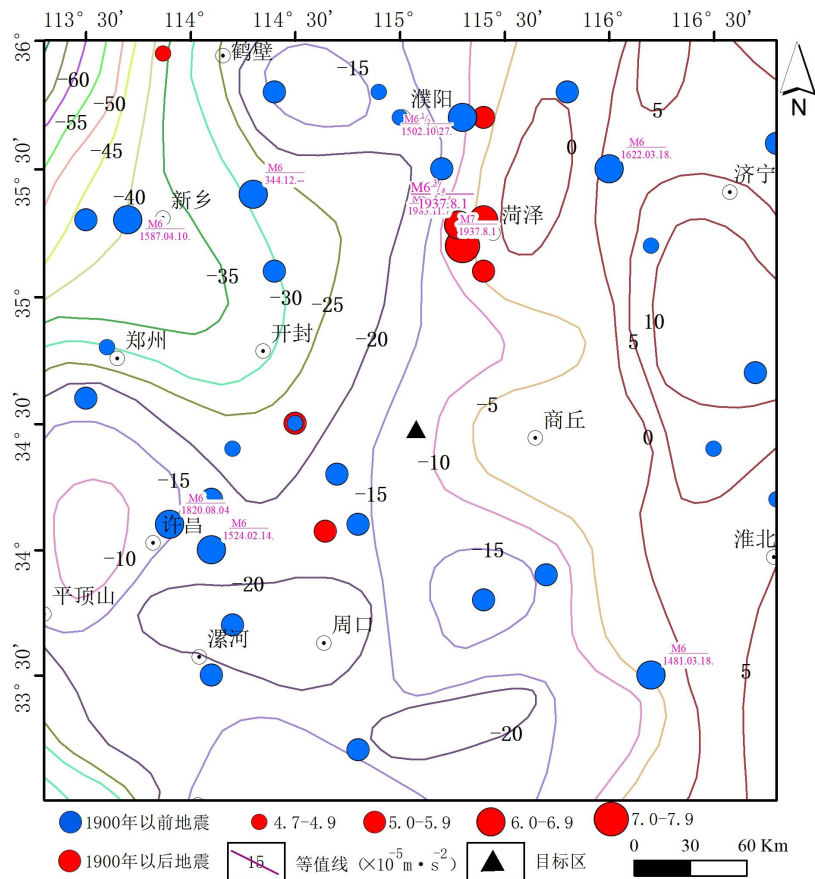 113° 30′ 114° 114° 30′ 115° 115° 30′ 116° 116° 30′
36°
35° 30′
35°
34° 30′
34°
33° 30′
N
鹤壁
濮阳
M6
1502.10.27.
-15
5
0
-60
-55
-50
-45
-40
M6
344.12.--
M6
1622.03.18.
济宁
新乡
M6
1587.04.10.
1937.8.1
菏泽
M7
1937.8.1
-35
-30
-25
-20
10
5
郑州
开封
-5
商丘
0
-10
-15
-15
M6
1820.08.04
许昌
M6
1524.02.14.
-10
-15
淮北
平顶山
-20
周口
漯河
M6
1481.03.18.
5
-20
1900年以前地震
4.7-4.9
5.0-5.9
6.0-6.9
7.0-7.9
1900年以后地震
15
等值线 (×10⁻⁵m·s²)
目标区
0 30 60 Km